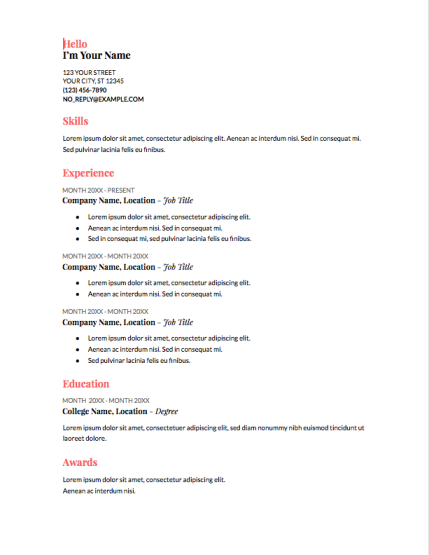 Hello
I'm Your Name
123 YOUR STREET
YOUR CITY, ST 12345
(123) 456-7890
NO_REPLY@EXAMPLE.COM
Skills
Lorem ipsum dolor sit amet, consectetur adipiscing elit. Aenean ac interdum nisi. Sed in consequat mi.
Sed pulvinar lacinia felis eu finibus.
Experience
MONTH 20XX - PRESENT
Company Name, Location – Job Title
● Lorem ipsum dolor sit amet, consectetur adipiscing elit.
● Aenean ac interdum nisi. Sed in consequat mi.
● Sed in consequat mi, sed pulvinar lacinia felis eu finibus.
MONTH 20XX - MONTH 20XX
Company Name, Location – Job Title
● Lorem ipsum dolor sit amet, consectetur adipiscing elit.
● Aenean ac interdum nisi. Sed in consequat mi.
MONTH 20XX - MONTH 20XX
Company Name, Location – Job Title
● Lorem ipsum dolor sit amet, consectetur adipiscing elit.
● Aenean ac interdum nisi. Sed in consequat mi.
● Sed pulvinar lacinia felis eu finibus.
Education
MONTH 20XX - MONTH 20XX
College Name, Location – Degree
Lorem ipsum dolor sit amet, consectetuer adipiscing elit, sed diam nonummy nibh euismod tincidunt ut
laoreet dolore.
Awards
Lorem ipsum dolor sit amet, consectetur adipiscing elit.
Aenean ac interdum nisi.